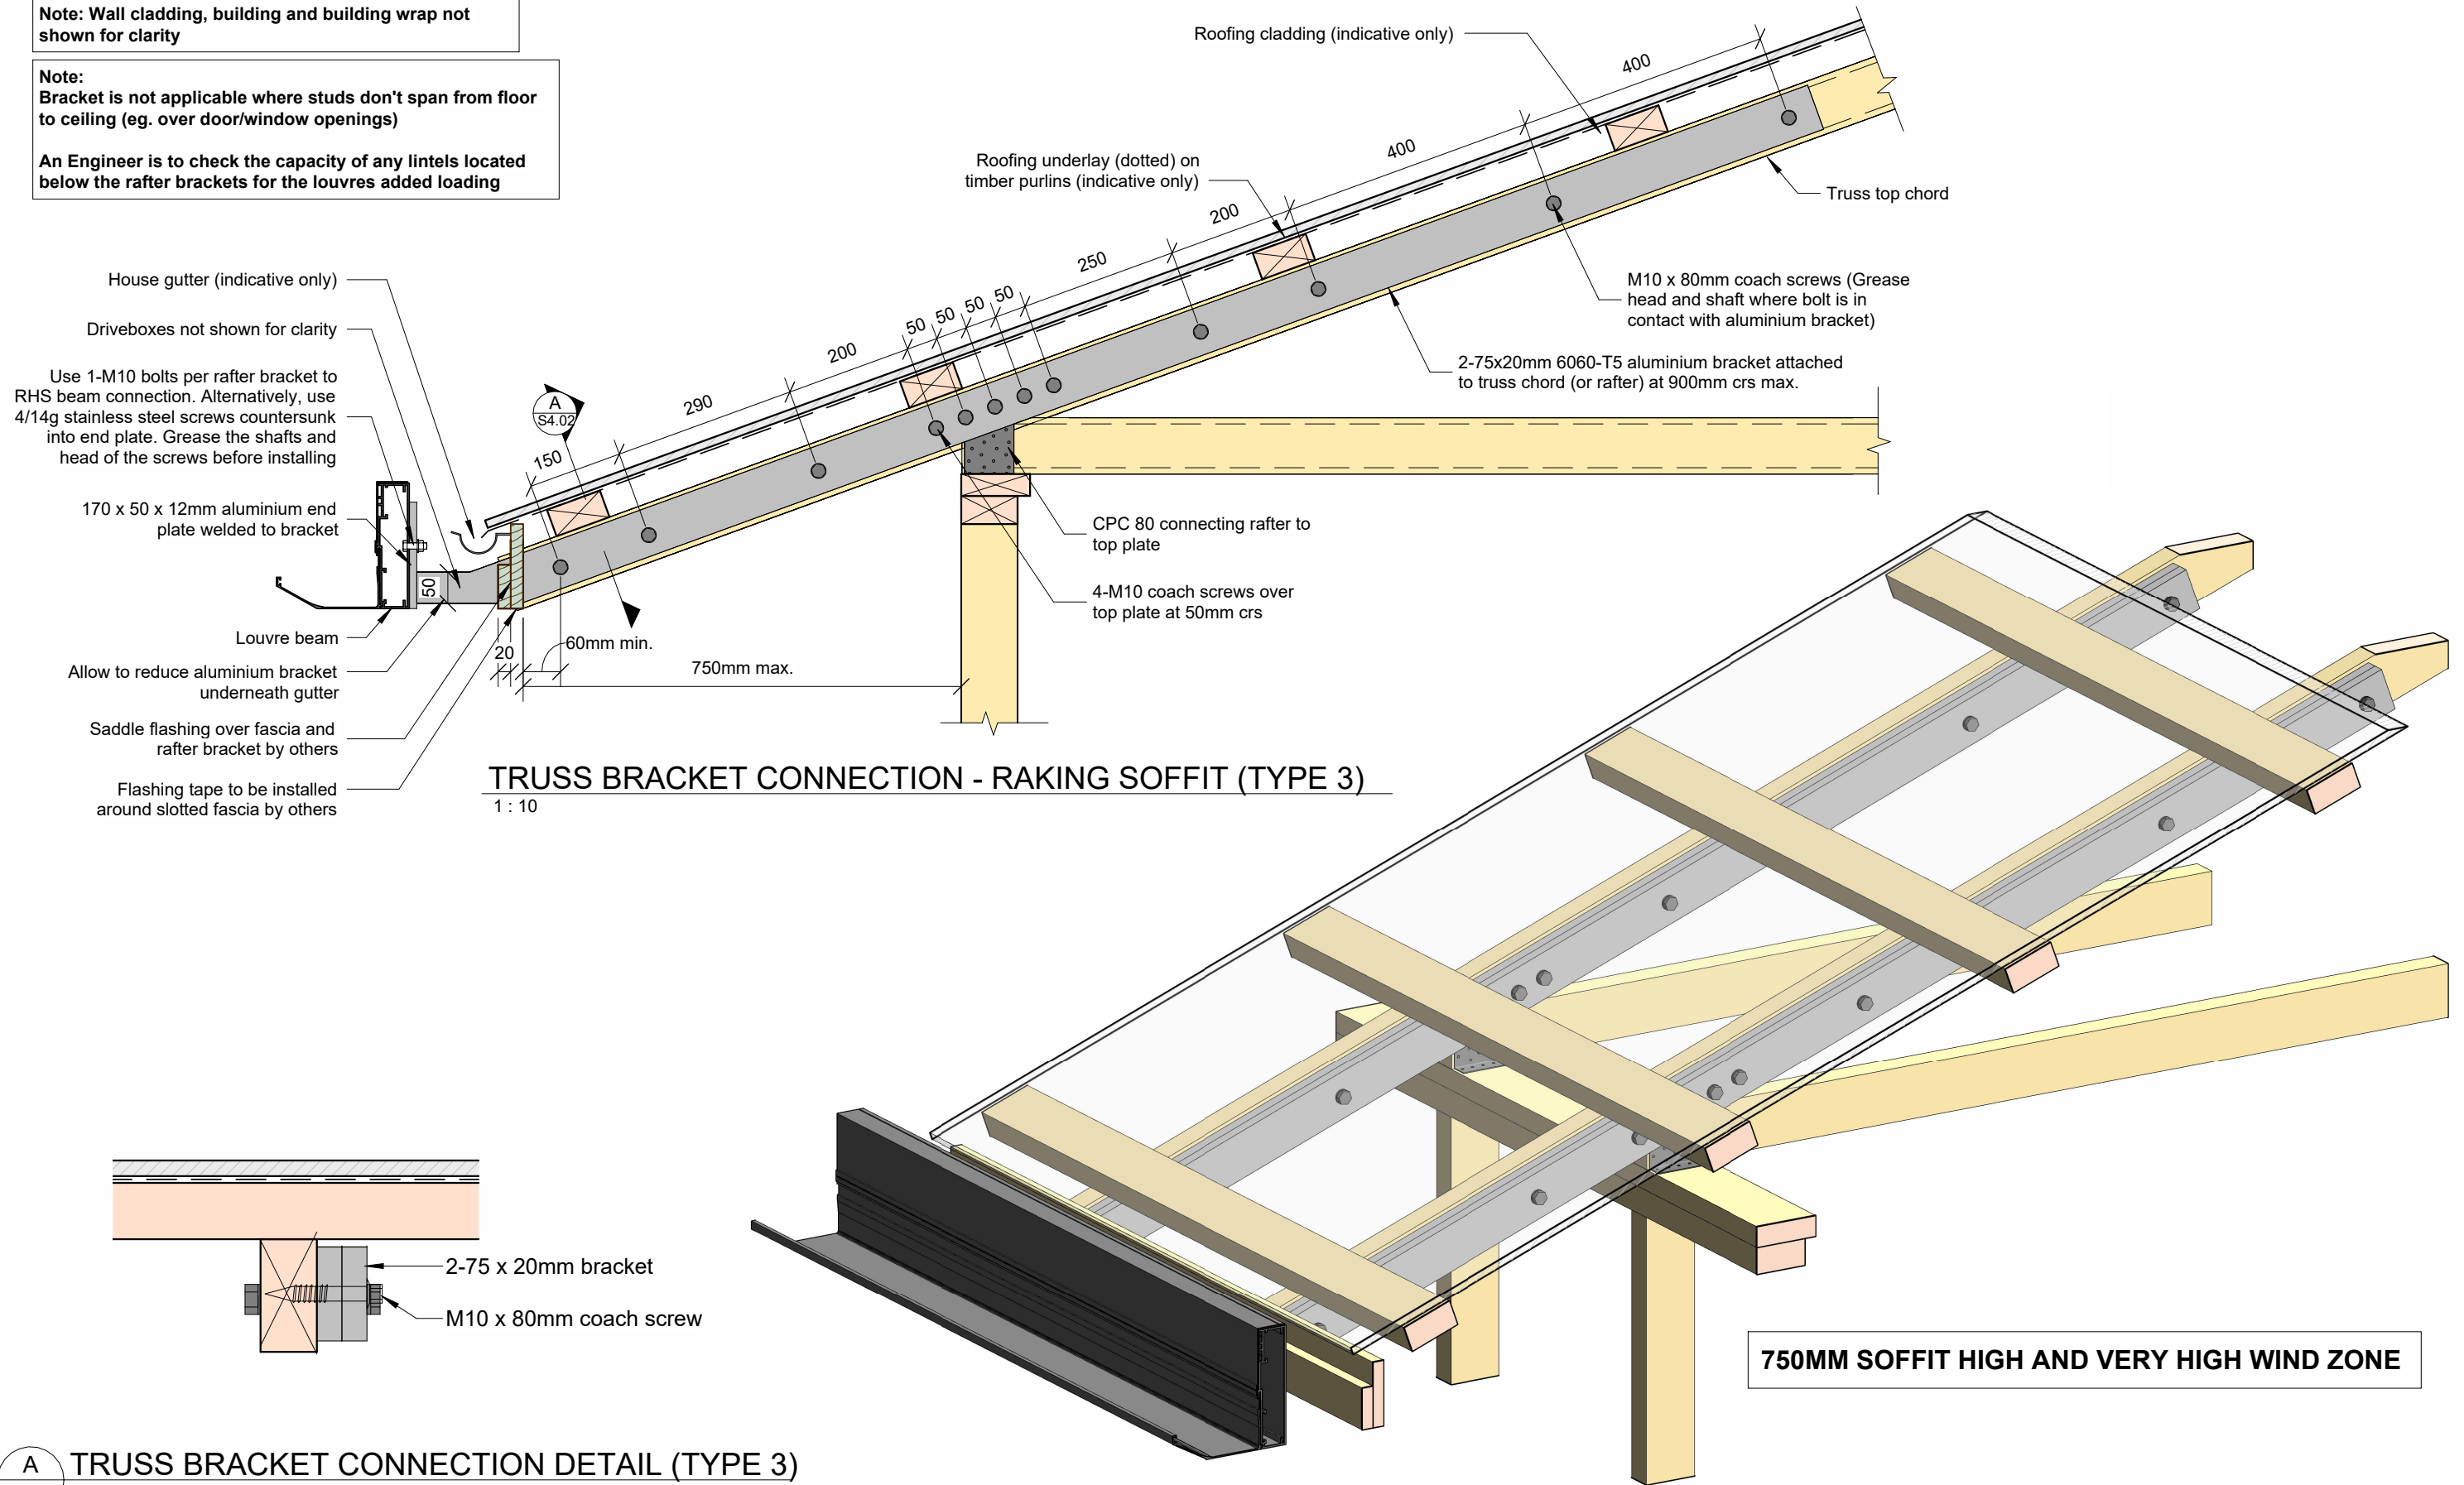 Note: Wall cladding, building and building wrap not
shown for clarity
Note:
Bracket is not applicable where studs don't span from floor
to ceiling (eg. over door/window openings)
An Engineer is to check the capacity of any lintels located
below the rafter brackets for the louvres added loading
Roofing cladding (indicative only)
400
Roofing underlay (dotted) on
timber purlins (indicative only)
400
Truss top chord
200
250
M10 x 80mm coach screws (Grease
head and shaft where bolt is in
contact with aluminium bracket)
2-75x20mm 6060-T5 aluminium bracket attached
to truss chord (or rafter) at 900mm crs max.
50
50
50
50
200
290
150
A
S4.02
House gutter (indicative only)
Driveboxes not shown for clarity
Use 1-M10 bolts per rafter bracket to
RHS beam connection. Alternatively, use
4/14g stainless steel screws countersunk
into end plate. Grease the shafts and
head of the screws before installing
170 x 50 x 12mm aluminium end
plate welded to bracket
50
Louvre beam
Allow to reduce aluminium bracket
underneath gutter
Saddle flashing over fascia and
rafter bracket by others
Flashing tape to be installed
around slotted fascia by others
20
60mm min.
750mm max.
CPC 80 connecting rafter to
top plate
4-M10 coach screws over
top plate at 50mm crs
TRUSS BRACKET CONNECTION - RAKING SOFFIT (TYPE 3)
1 : 10
2-75 x 20mm bracket
M10 x 80mm coach screw
750MM SOFFIT HIGH AND VERY HIGH WIND ZONE
A
TRUSS BRACKET CONNECTION DETAIL (TYPE 3)